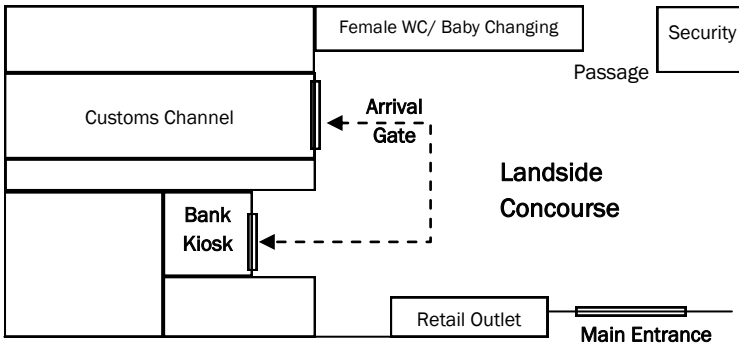 Female WC/ Baby Changing
Security
Passage
Customs Channel
Arrival
Gate
Landside
Concourse
Bank
Kiosk
Retail Outlet
Main Entrance